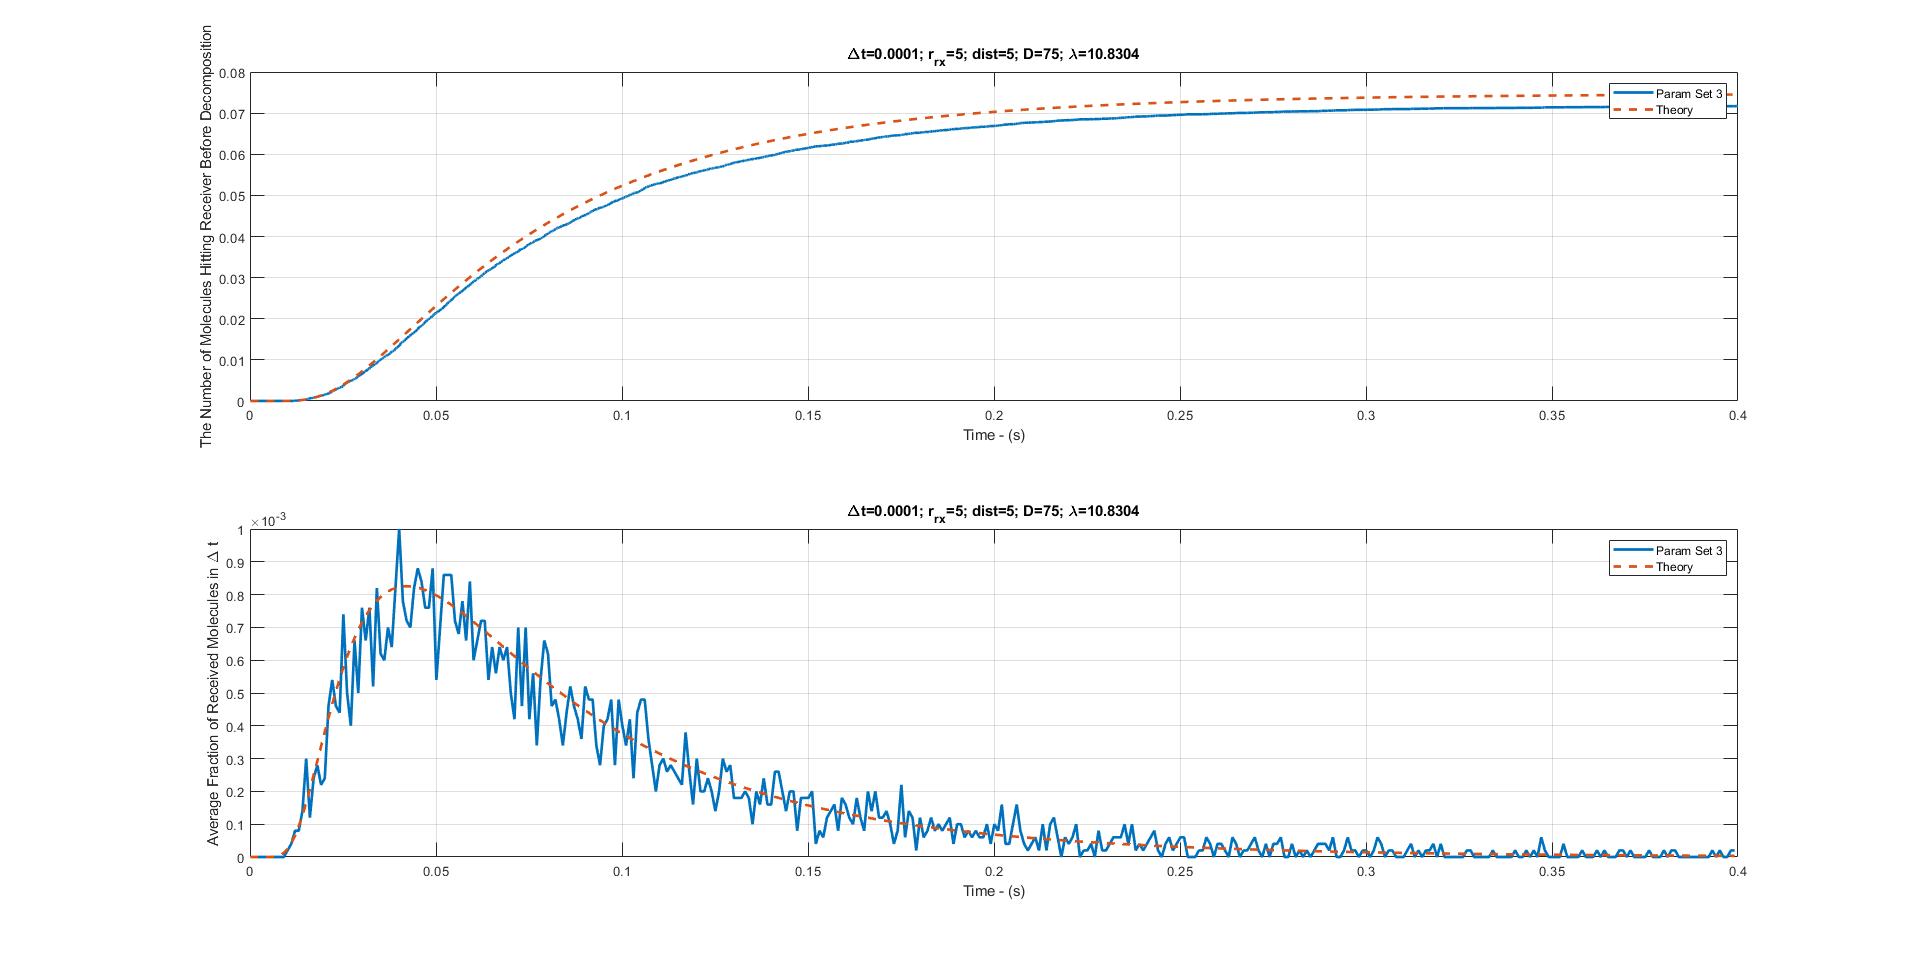 Δt=0.0001; r_rx=5; dist=5; D=75; λ=10.8304
The Number of Molecules Hitting Receiver Before Decomposition
0.08
0.07
0.06
0.05
0.04
0.03
0.02
0.01
0
Param Set 3
Theory
0 0.05 0.1 0.15 0.2 0.25 0.3 0.35 0.4
Time - (s)
Δt=0.0001; r_rx=5; dist=5; D=75; λ=10.8304
×10^-3
Average Fraction of Received Molecules in Δ t
1
0.9
0.8
0.7
0.6
0.5
0.4
0.3
0.2
0.1
0
Param Set 3
Theory
0 0.05 0.1 0.15 0.2 0.25 0.3 0.35 0.4
Time - (s)